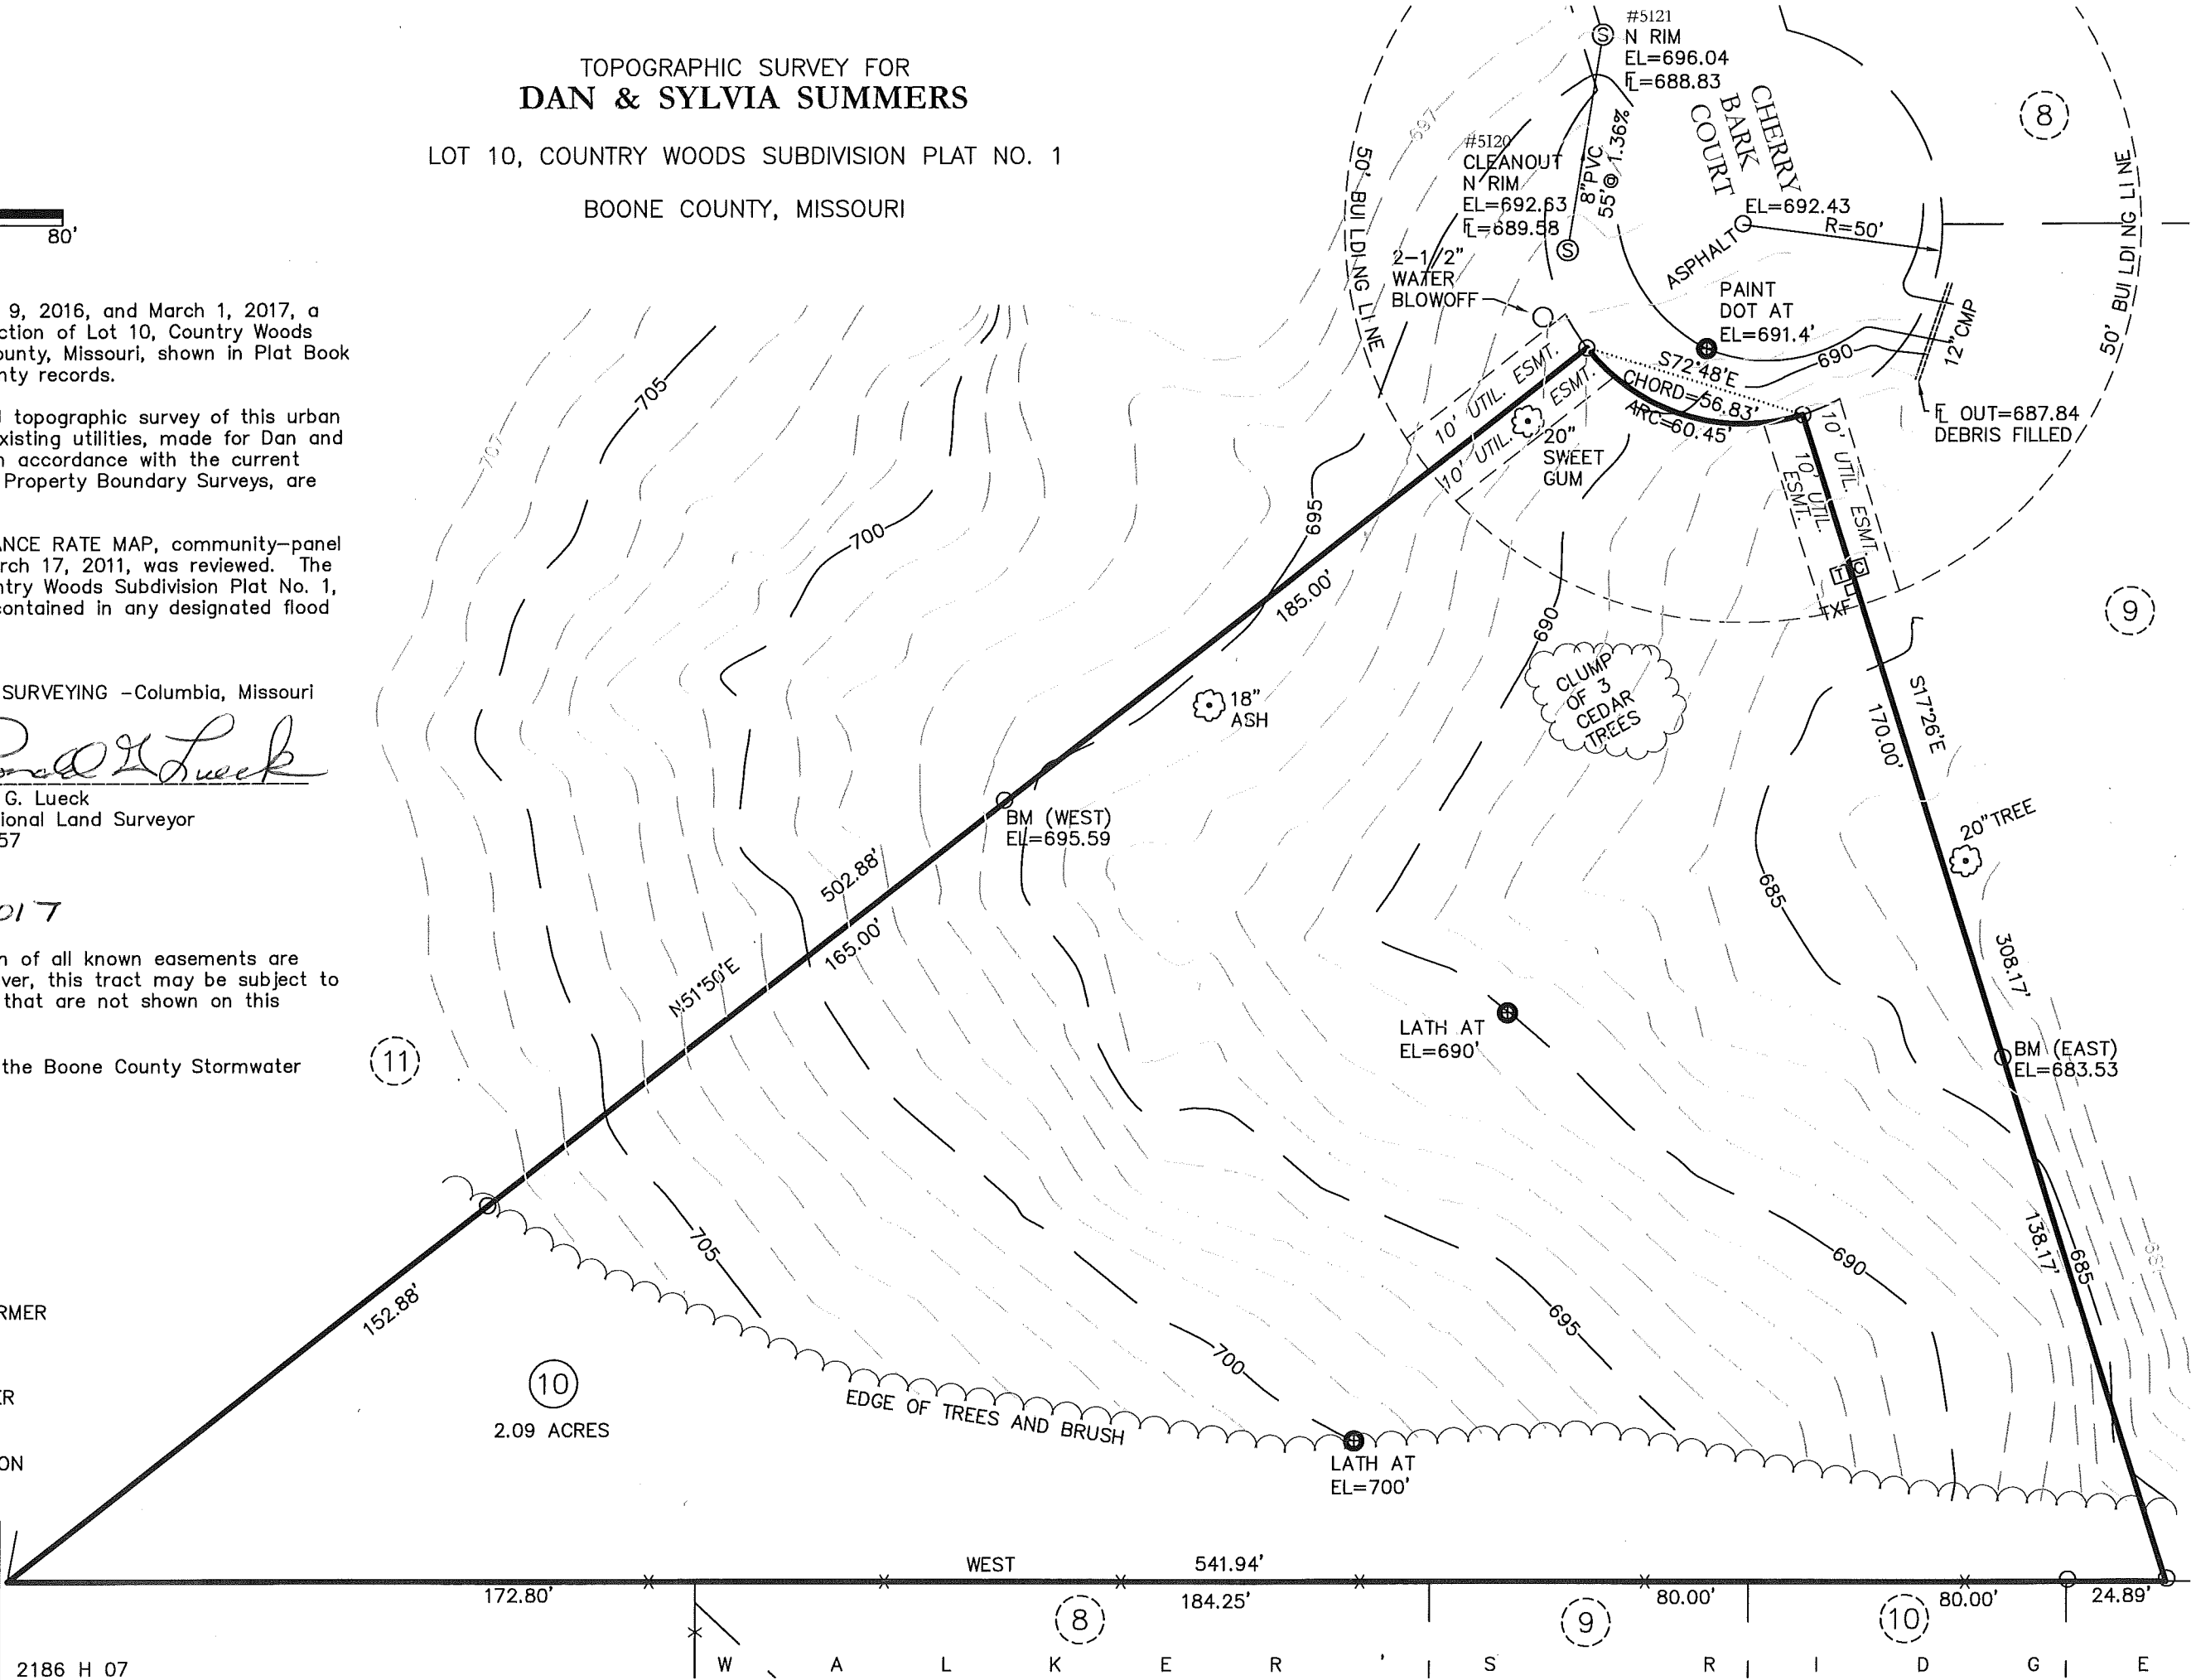 TOPOGRAPHIC SURVEY FOR
DAN & SYLVIA SUMMERS
LOT 10, COUNTRY WOODS SUBDIVISION PLAT NO. 1
BOONE COUNTY, MISSOURI
80'
9, 2016, and March 1, 2017, a
ction of Lot 10, Country Woods
ounty, Missouri, shown in Plat Book
nty records.
topographic survey of this urban
xisting utilities, made for Dan and
n accordance with the current
Property Boundary Surveys, are
ANCE RATE MAP, community-panel
rch 17, 2011, was reviewed. The
ntry Woods Subdivision Plat No. 1,
contained in any designated flood
SURVEYING -Columbia, Missouri
G. Lueck
ional Land Surveyor
57
017
n of all known easements are
ver, this tract may be subject to
that are not shown on this
the Boone County Stormwater
RMER
ER
ON
2186 H 07
#5121
N RIM
EL=696.04
FL=688.83
#5120
CLEANOUT
N RIM
EL=692.63
FL=689.58
8"PVC
55'@ 1.36%
CHERRY
BARK
COURT
EL=692.43
R=50'
ASPHALT
PAINT
DOT AT
EL=691.4'
2-1/2"
WATER
BLOWOFF
12"CMP
FL OUT=687.84
DEBRIS FILLED
50' BUILDING LINE
50' BUILDING LINE
8
9
697
690
S72°48'E
CHORD=56.83'
ARC=60.45'
10' UTIL. ESMT.
10' UTIL. ESMT.
10' UTIL.
ESMT.
10' UTIL. ESMT.
20"
SWEET
GUM
T C
TXF
705
707
700
695
690
685
185.00'
18"
ASH
CLUMP
OF 3
CEDAR
TREES
S17°26'E
170.00'
20"TREE
308.17'
BM (WEST)
EL=695.59
502.88'
165.00'
N51°50'E
LATH AT
EL=690'
BM (EAST)
EL=683.53
138.17'
685
11
705
700
695
690
152.88'
10
2.09 ACRES
EDGE OF TREES AND BRUSH
LATH AT
EL=700'
WEST 541.94'
172.80' 184.25' 80.00' 80.00' 24.89'
8 9 10
WALKER'S RIDGE